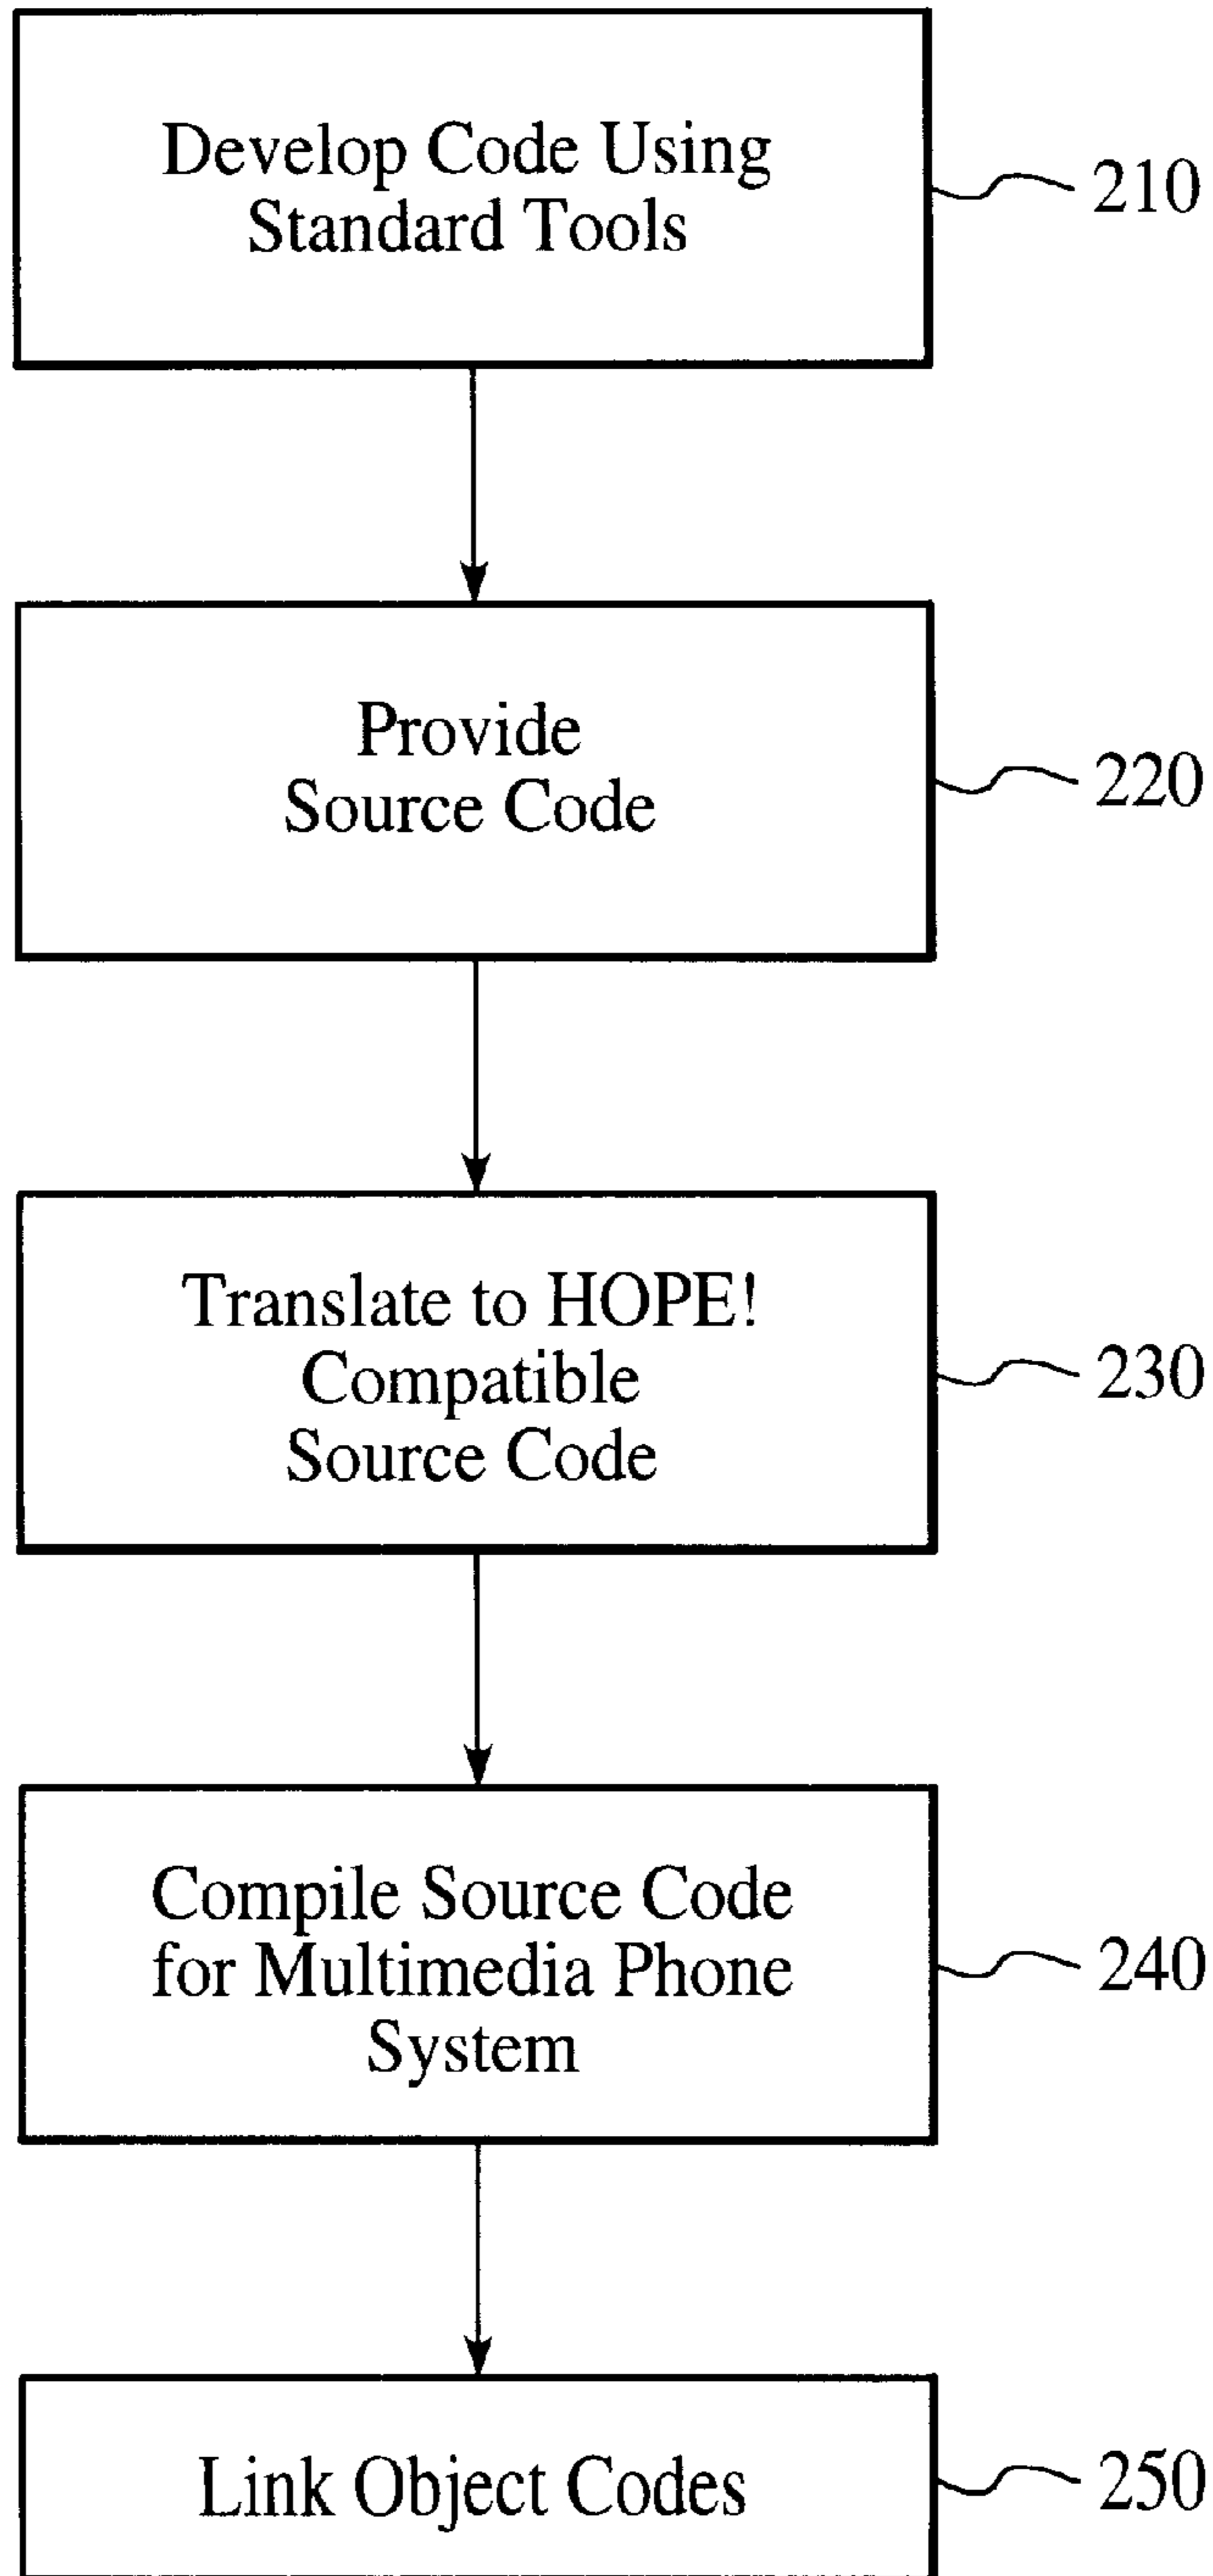 Develop Code Using
Standard Tools
210
Provide
Source Code
220
Translate to HOPE!
Compatible
Source Code
230
Compile Source Code
for Multimedia Phone
System
240
Link Object Codes
250